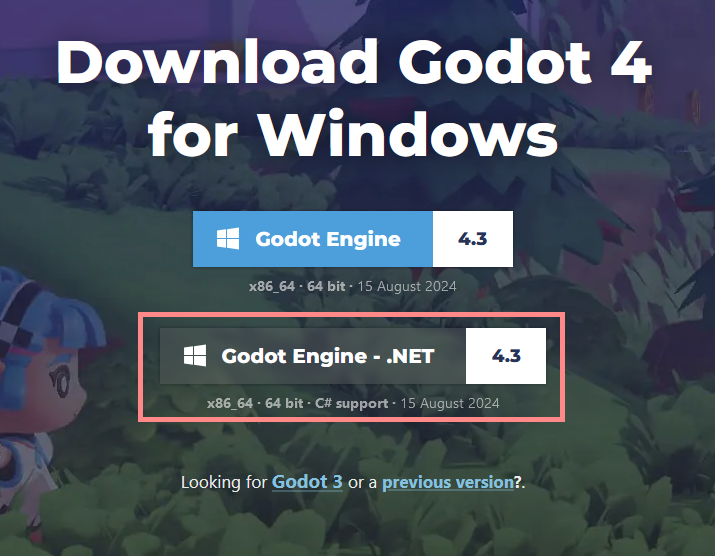 Download Godot 4
for Windows
Godot Engine 4.3
x86_64 · 64 bit · 15 August 2024
Godot Engine - .NET 4.3
x86_64 · 64 bit · C# support · 15 August 2024
Looking for Godot 3 or a previous version?.